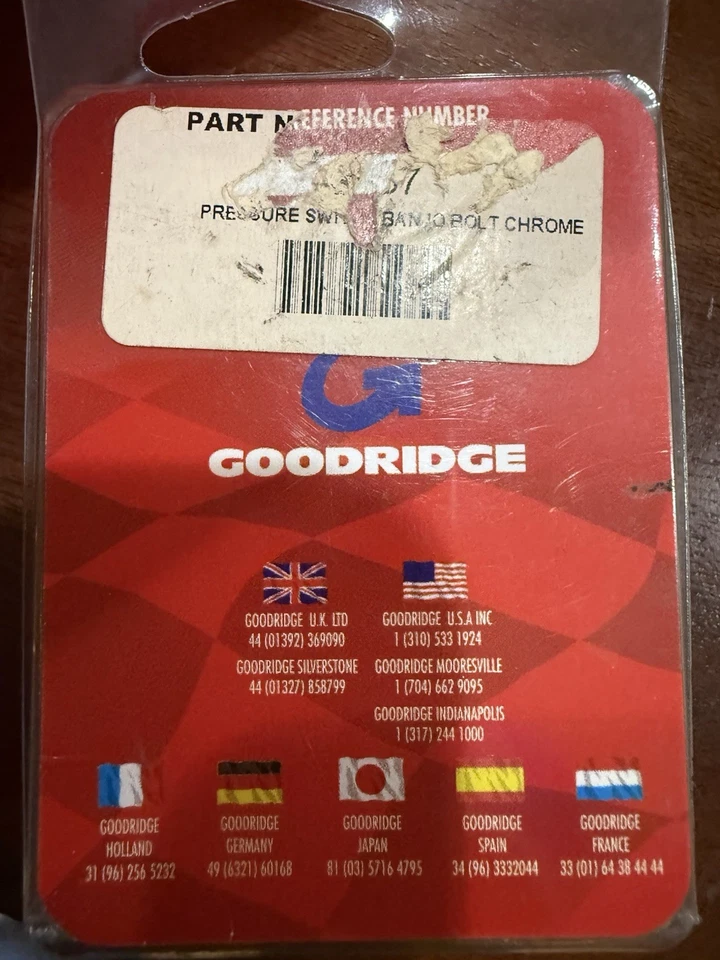 PART
REFERENCE NUMBER
PRESSURE SWITCH BANJO BOLT CHROME
GOODRIDGE
GOODRIDGE U.K. LTD
44 (01392) 369090
GOODRIDGE U.S.A INC
1 (310) 533 1924
GOODRIDGE SILVERSTONE
44 (01327) 858799
GOODRIDGE MOORESVILLE
1 (704) 662 9095
GOODRIDGE INDIANAPOLIS
1 (317) 244 1000
GOODRIDGE
HOLLAND
31 (96) 256 5232
GOODRIDGE
GERMANY
49 (6321) 60168
GOODRIDGE
JAPAN
81 (03) 5716 4795
GOODRIDGE
SPAIN
34 (96) 3332044
GOODRIDGE
FRANCE
33 (01) 64 38 44 44